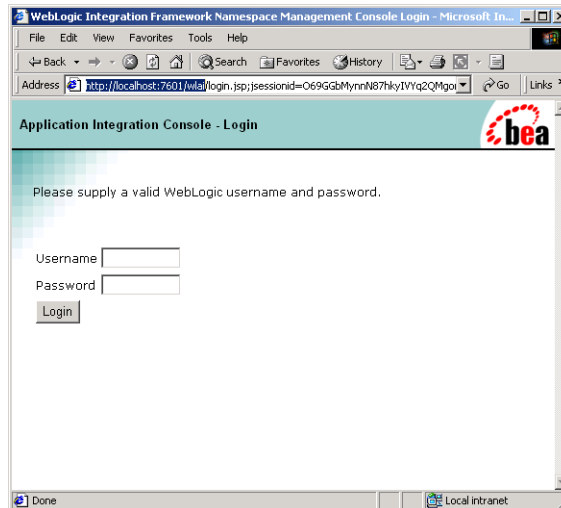 WebLogic Integration Framework Namespace Management Console Login - Microsoft In...
File Edit View Favorites Tools Help
Back Search Favorites History
Address http://localhost:7601/wlai/login.jsp;jsessionid=O69GGbMynnN87hkyIVYq2QMgoi Go Links
Application Integration Console - Login
bea
Please supply a valid WebLogic username and password.
Username
Password
Login
Done Local intranet